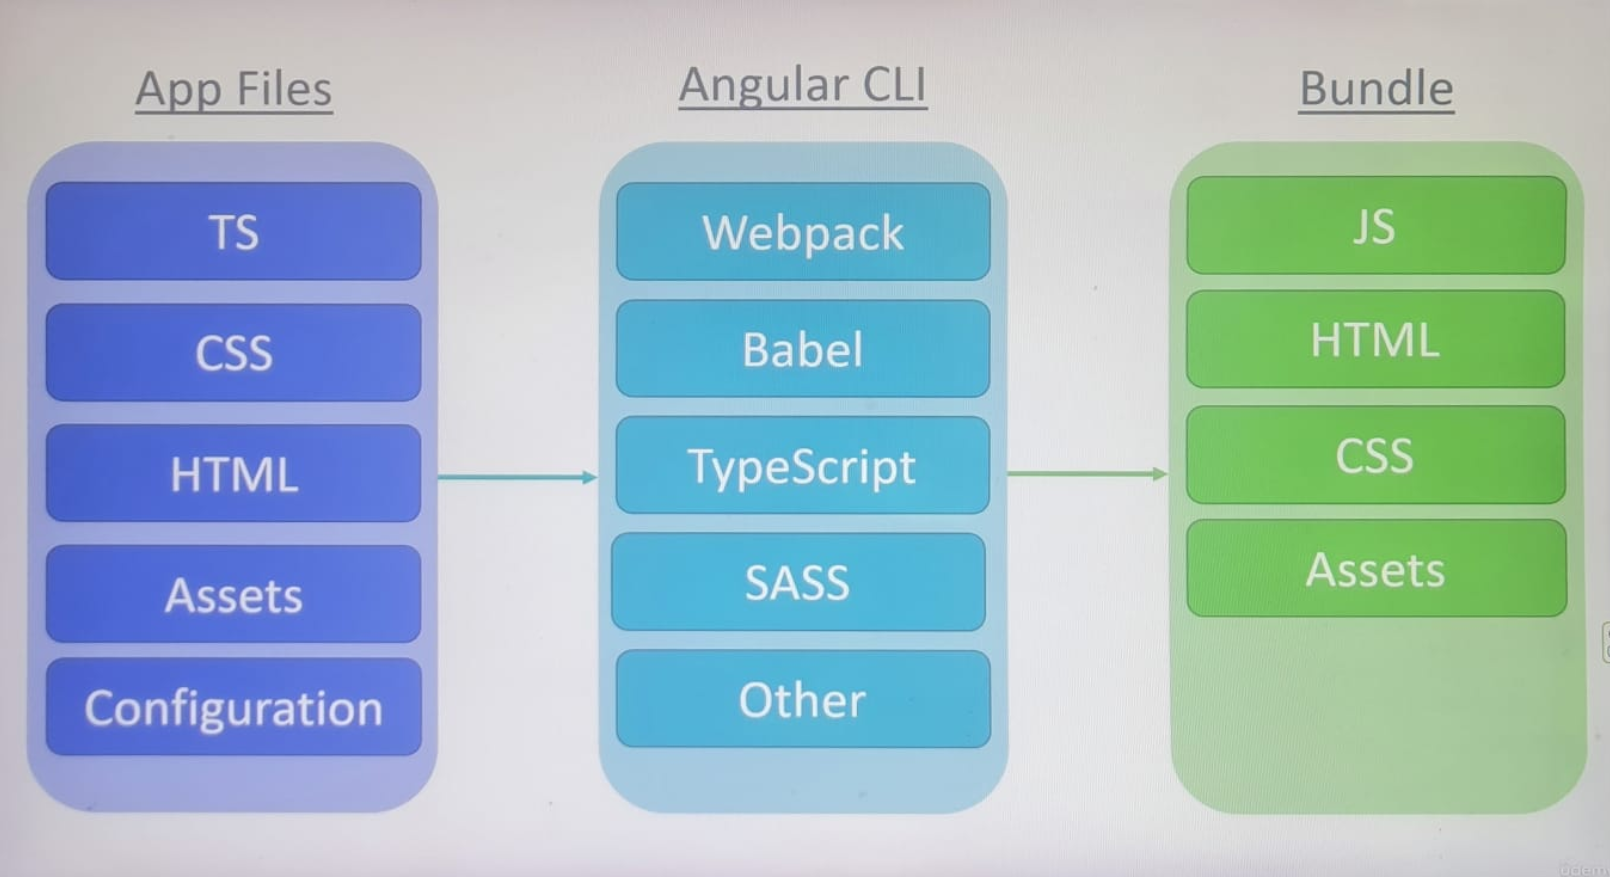 App Files
TS
CSS
HTML
Assets
Configuration
Angular CLI
Webpack
Babel
TypeScript
SASS
Other
Bundle
JS
HTML
CSS
Assets